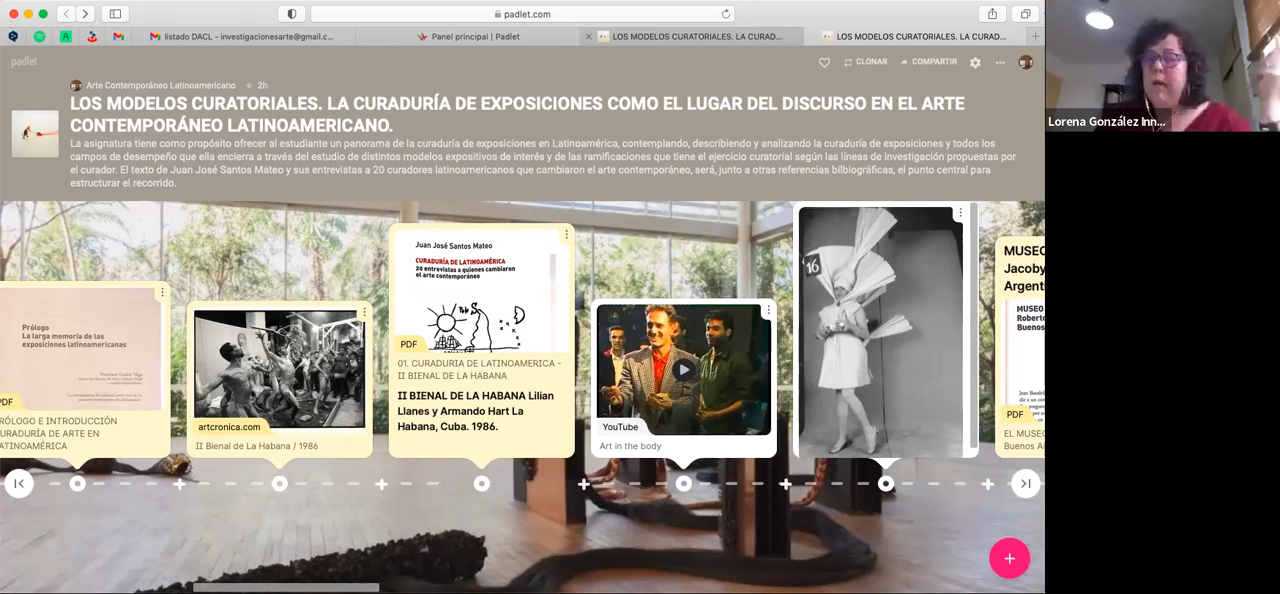 padlet.com
listado DACL - investigacionesarte@gmail.c...
Panel principal | Padlet
LOS MODELOS CURATORIALES. LA CURAD...
LOS MODELOS CURATORIALES. LA CURAD...
padlet
CLONAR
COMPARTIR
Arte Contemporáneo Latinoamericano
2h
LOS MODELOS CURATORIALES. LA CURADURÍA DE EXPOSICIONES COMO EL LUGAR DEL DISCURSO EN EL ARTE
CONTEMPORÁNEO LATINOAMERICANO.
La asignatura tiene como propósito ofrecer al estudiante un panorama de la curaduría de exposiciones en Latinoamérica, contemplando, describiendo y analizando la curaduría de exposiciones y todos los
campos de desempeño que ella encierra a través del estudio de distintos modelos expositivos de interés y de las ramificaciones que tiene el ejercicio curatorial según las líneas de investigación propuestas por
el curador. El texto de Juan José Santos Mateo y sus entrevistas a 20 curadores latinoamericanos que cambiaron el arte contemporáneo, será, junto a otras referencias bilbiográficas, el punto central para
estructurar el recorrido.
Lorena González Inn...
Prólogo
La larga memoria de las
exposiciones latinoamericanas
PDF
RÓLOGO E INTRODUCCIÓN
URADURÍA DE ARTE EN
ATINOAMÉRICA
artcronica.com
II Bienal de La Habana / 1986
Juan José Santos Mateo
CURADURÍA DE LATINOAMÉRICA
20 entrevistas a quienes cambiaron
el arte contemporáneo
PDF
01. CURADURIA DE LATINOAMERICA -
II BIENAL DE LA HABANA
II BIENAL DE LA HABANA Lilian
Llanes y Armando Hart La
Habana, Cuba. 1986.
YouTube
Art in the body
16
MUSEO
Jacoby
Argent
MUSEO
Roberto
Buenos
PDF
EL MUSEO
Buenos Ai